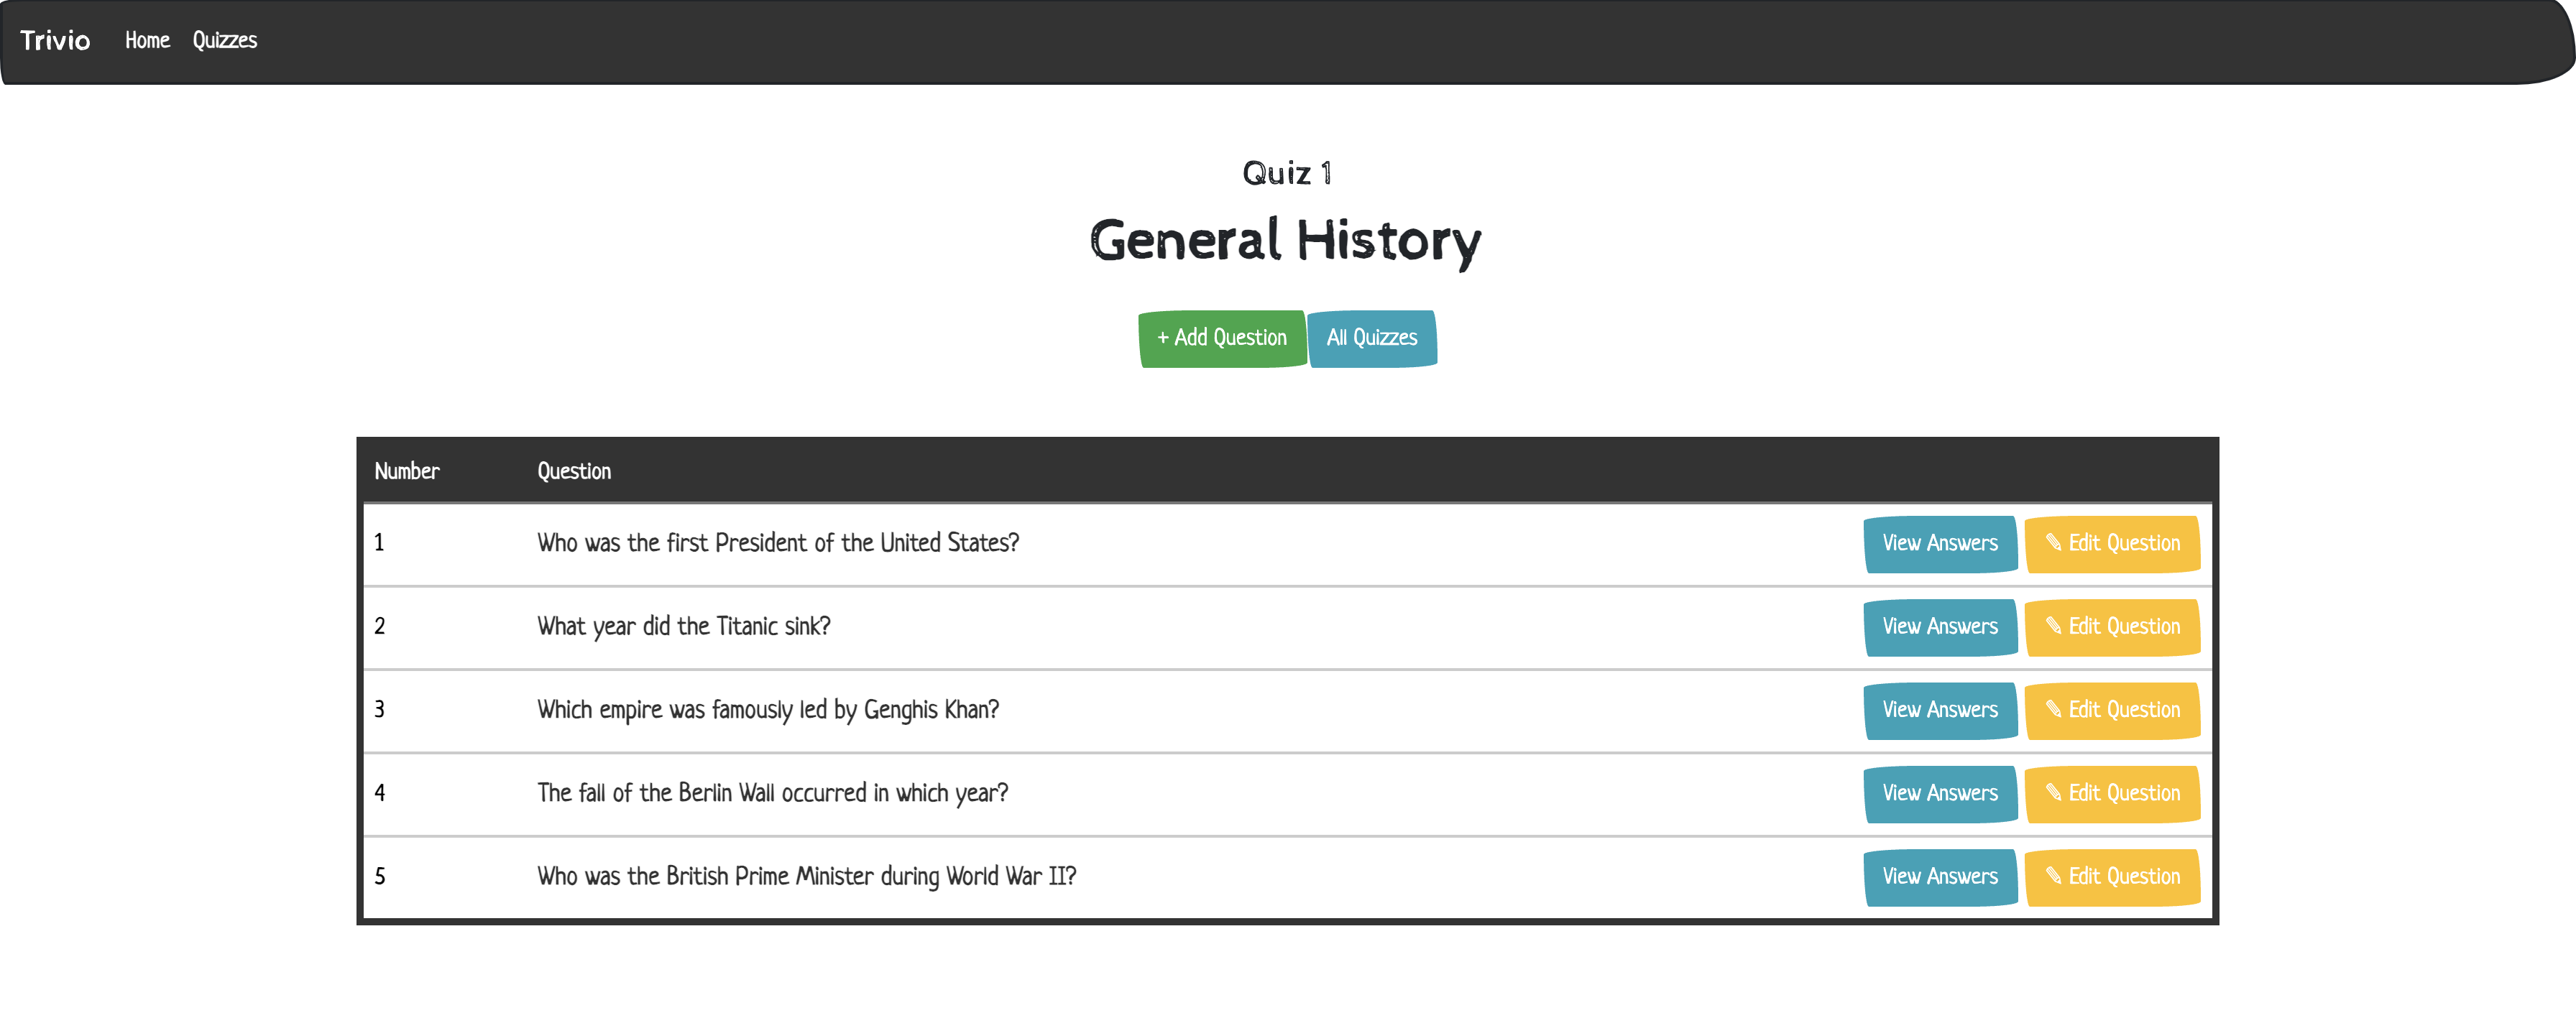 Trivio Home Quizzes
Quiz 1
General History
+ Add Question All Quizzes
Number Question
1 Who was the first President of the United States? View Answers ✎ Edit Question
2 What year did the Titanic sink? View Answers ✎ Edit Question
3 Which empire was famously led by Genghis Khan? View Answers ✎ Edit Question
4 The fall of the Berlin Wall occurred in which year? View Answers ✎ Edit Question
5 Who was the British Prime Minister during World War II? View Answers ✎ Edit Question